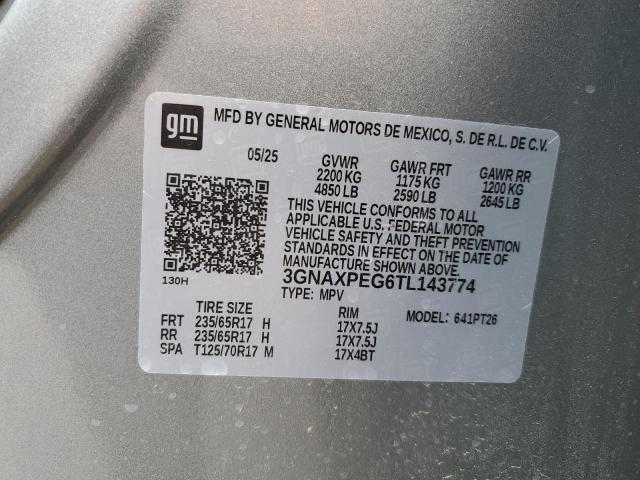 gm MFD BY GENERAL MOTORS DE MEXICO, S. DE R.L. DE C.V.
05/25 GVWR GAWR FRT GAWR RR
2200 KG 1175 KG 1200 KG
4850 LB 2590 LB 2645 LB
THIS VEHICLE CONFORMS TO ALL
APPLICABLE U.S. FEDERAL MOTOR
VEHICLE SAFETY AND THEFT PREVENTION
STANDARDS IN EFFECT ON THE DATE OF
MANUFACTURE SHOWN ABOVE.
130H 3GNAXPEG6TL143774
TYPE: MPV
TIRE SIZE RIM MODEL: 641PT26
FRT 235/65R17 H 17X7.5J
RR 235/65R17 H 17X7.5J
SPA T125/70R17 M 17X4BT